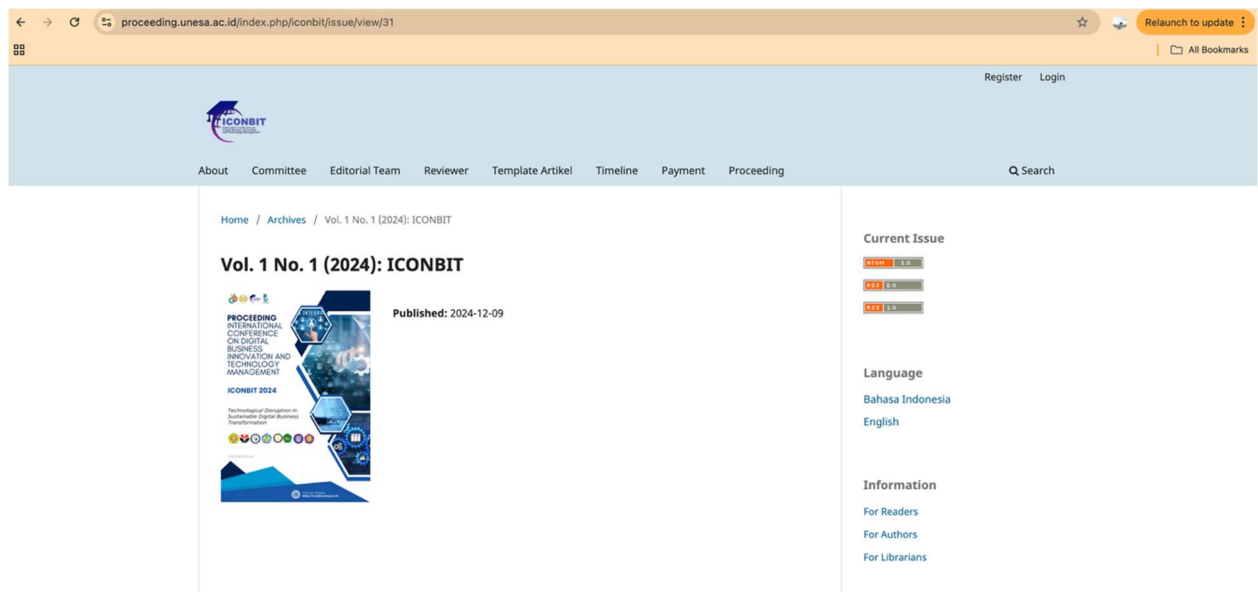 proceeding.unesa.ac.id/index.php/iconbit/issue/view/31
Relaunch to update
All Bookmarks
Register Login
ICONBIT
About Committee Editorial Team Reviewer Template Artikel Timeline Payment Proceeding Search
Home / Archives / Vol. 1 No. 1 (2024): ICONBIT
Vol. 1 No. 1 (2024): ICONBIT
PROCEEDING
INTERNATIONAL
CONFERENCE
ON DIGITAL
BUSINESS
INNOVATION AND
TECHNOLOGY
MANAGEMENT
ICONBIT 2024
Technological Disruption in
Sustainable Digital Business
Transformation
Published: 2024-12-09
Current Issue
ATOM 1.0
RSS 2.0
RSS 1.0
Language
Bahasa Indonesia
English
Information
For Readers
For Authors
For Librarians